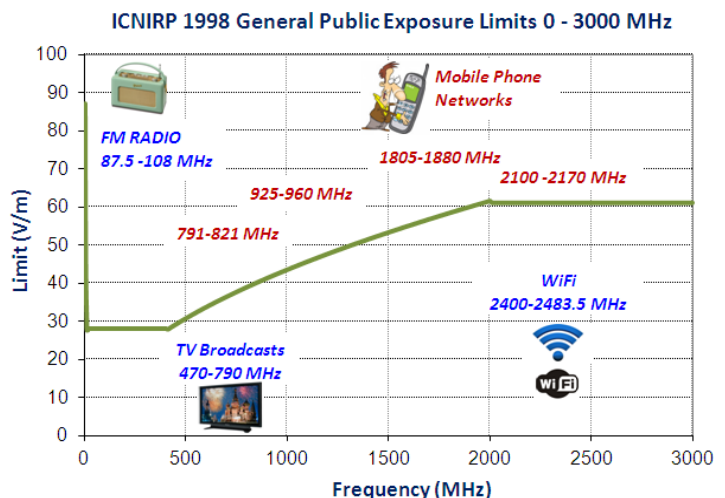 ICNIRP 1998 General Public Exposure Limits 0 - 3000 MHz
100
90
80
70
60
50
40
30
20
10
0
Limit (V/m)
FM RADIO
87.5 -108 MHz
Mobile Phone
Networks
1805-1880 MHz
2100 -2170 MHz
925-960 MHz
791-821 MHz
WiFi
2400-2483.5 MHz
TV Broadcasts
470-790 MHz
WiFi
0
500
1000
1500
2000
2500
3000
Frequency (MHz)